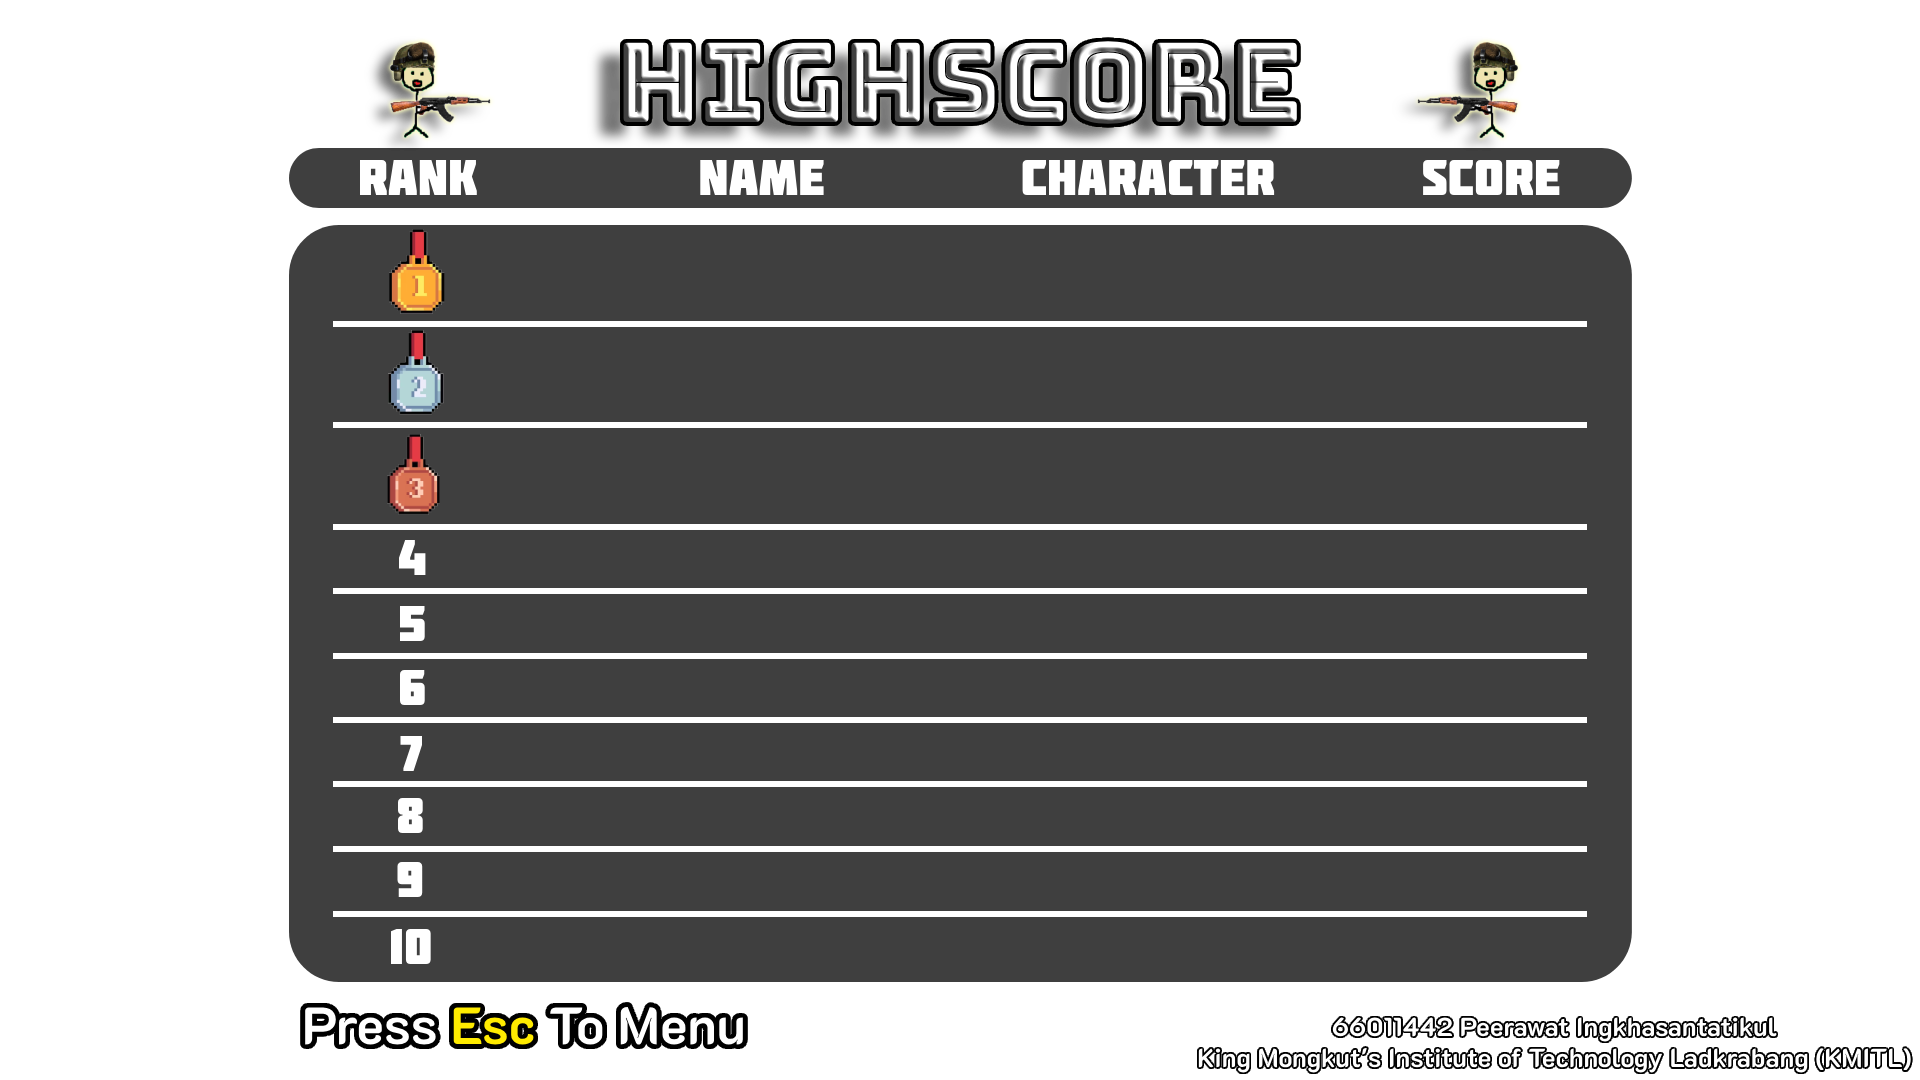 HIGHSCORE
RANK NAME CHARACTER SCORE
1
2
3
4
5
6
7
8
9
10
Press Esc To Menu
66011442 Peerawat Ingkhasantatikul
King Mongkut's Institute of Technology Ladkrabang (KMITL)